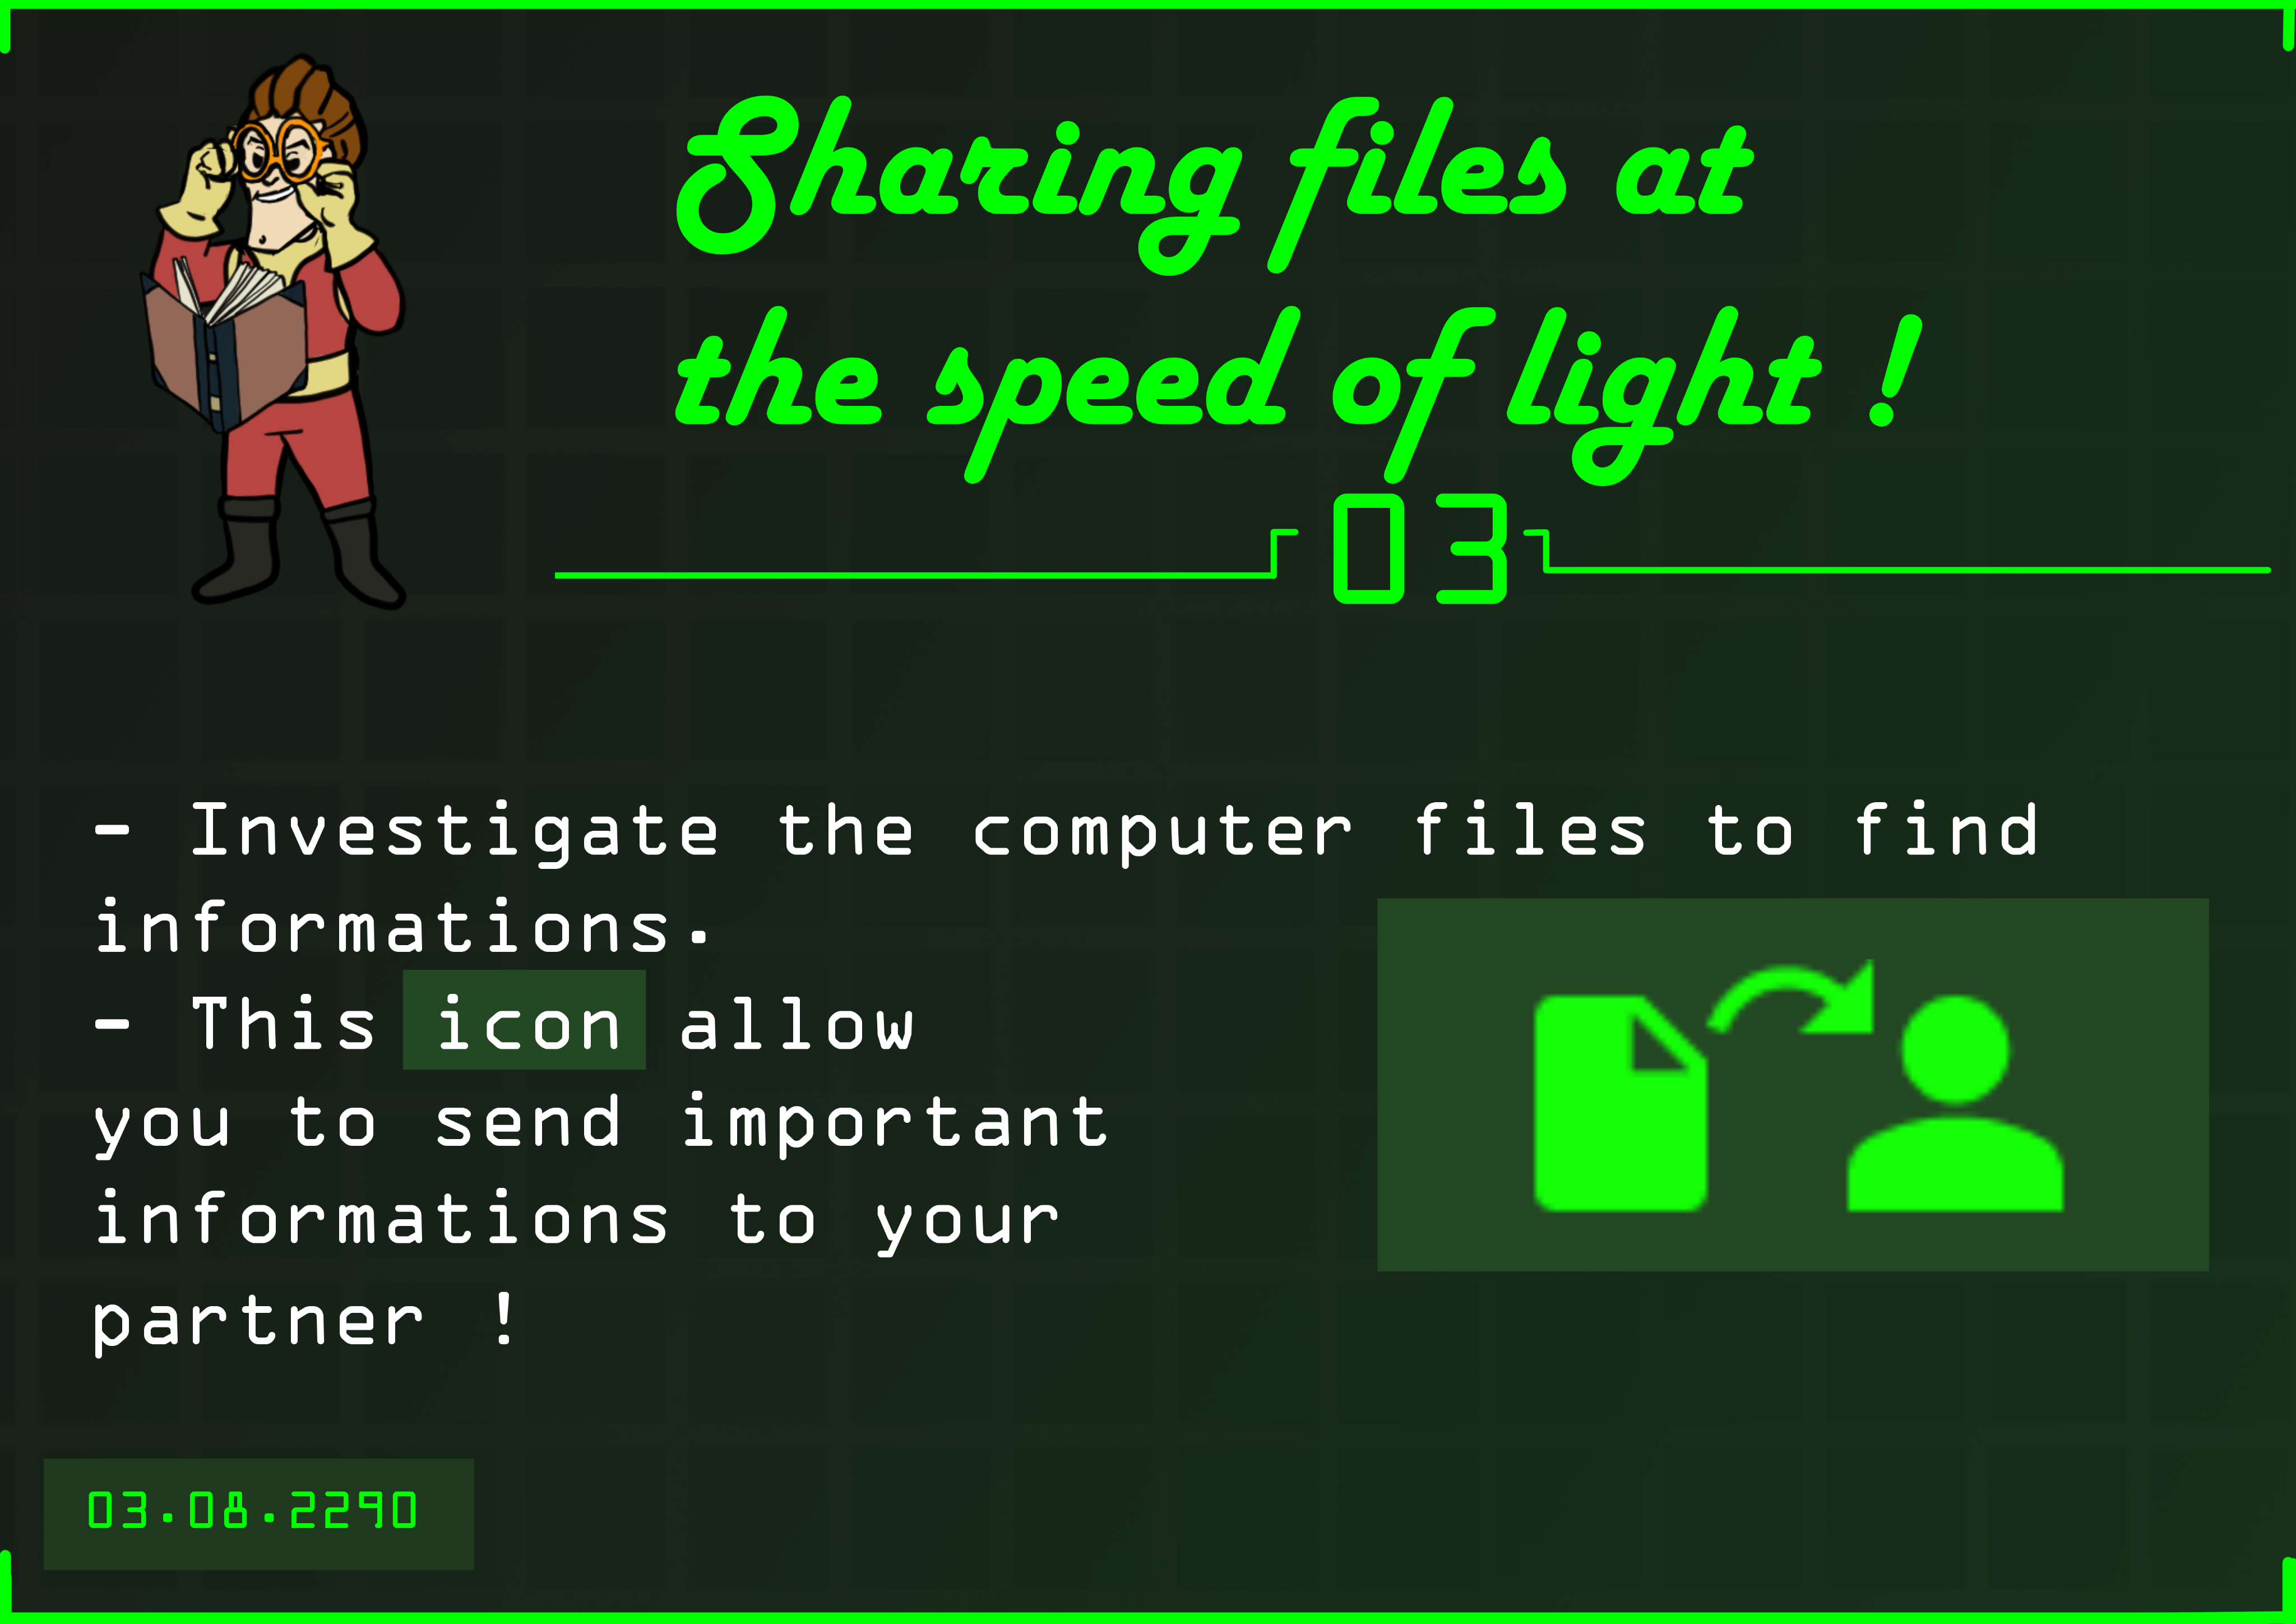 Sharing files at
the speed of light !
03
- Investigate the computer files to find
informations.
- This icon allow
you to send important
informations to your
partner !
03.08.2290